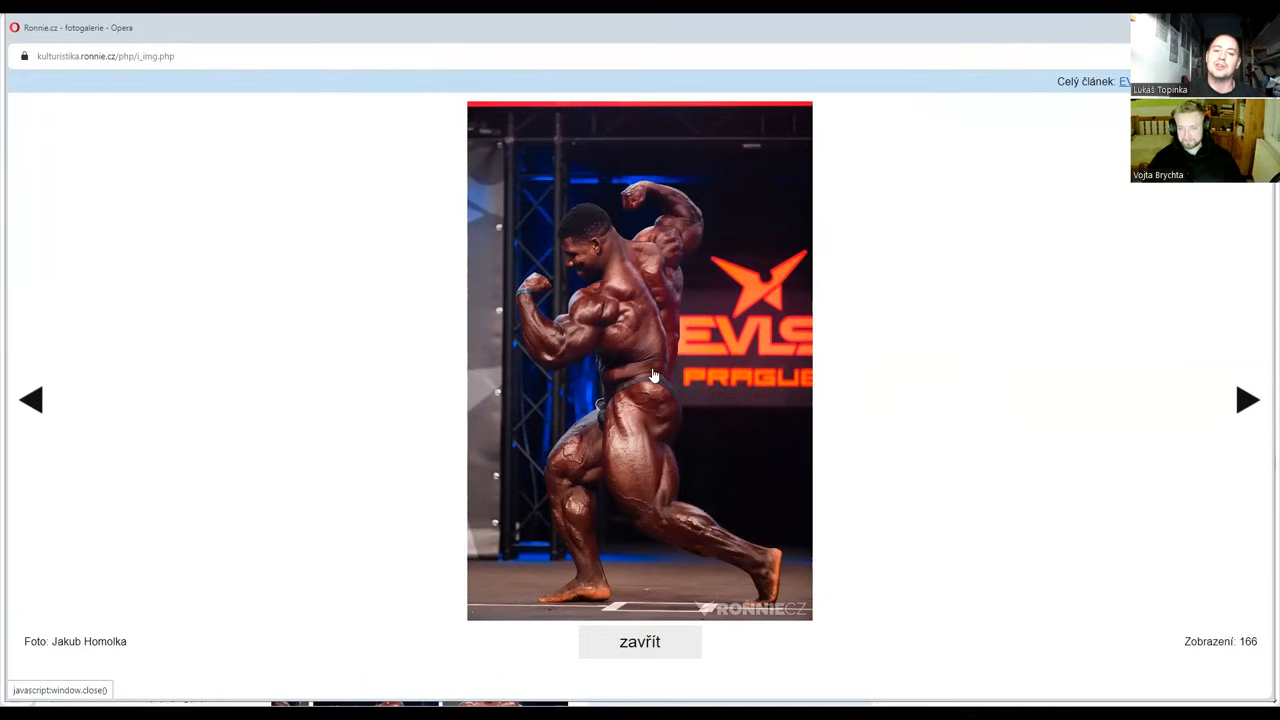 Ronnie.cz - fotogalerie - Opera
kulturistika.ronnie.cz/php/i_img.php
Celý článek: EV
Lukáš Topinka
Vojta Brychta
EVLS
PRAGUE
RONNIE.CZ
Foto: Jakub Homolka
zavřít
Zobrazení: 166
javascript:window.close()